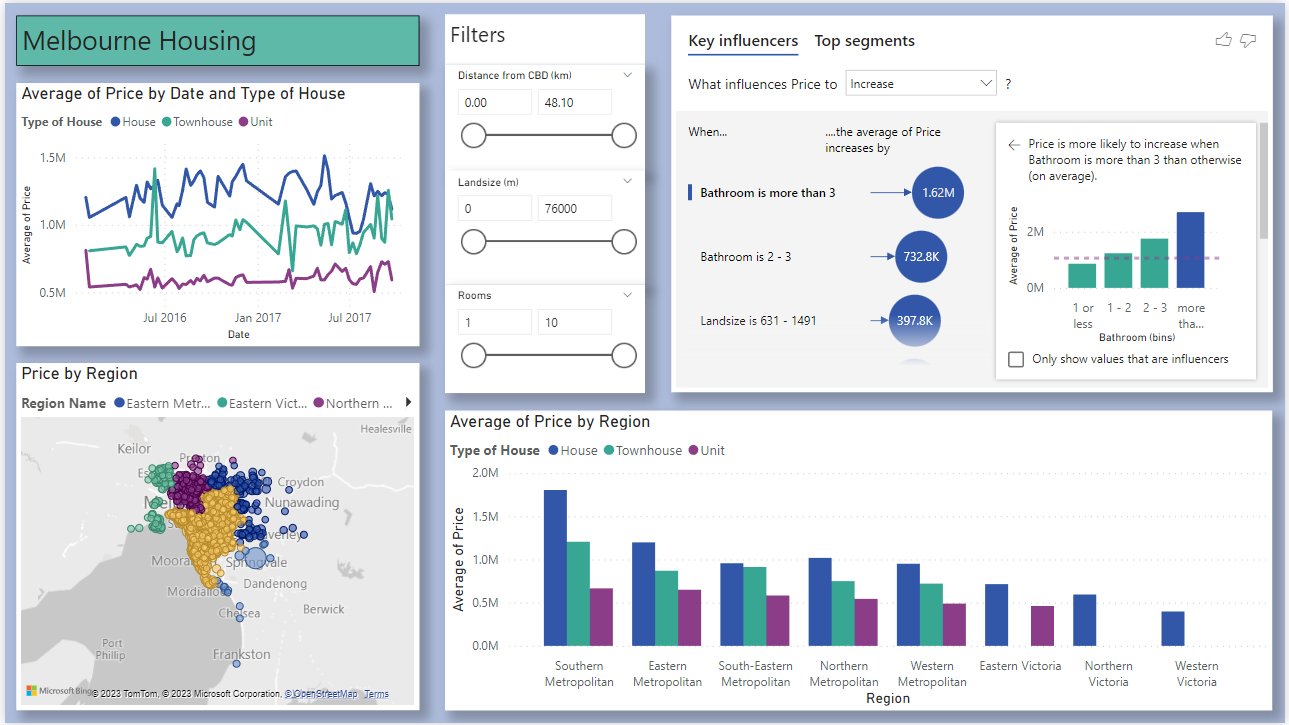 Melbourne Housing
Average of Price by Date and Type of House
Type of House House Townhouse Unit
1.5M
1.0M
0.5M
Average of Price
Jul 2016 Jan 2017 Jul 2017
Date
Price by Region
Region Name Eastern Metr... Eastern Vict... Northern ...
Healesville
Keilor
Croydon
Nunawading
Springvale
Dandenong
Mordialloc
Chelsea
Berwick
Port
Phillip
Frankston
Microsoft Bing
© 2023 TomTom, © 2023 Microsoft Corporation, © OpenStreetMap Terms
Filters
Distance from CBD (km)
0.00 48.10
Landsize (m)
0 76000
Rooms
1 10
Key influencers Top segments
What influences Price to Increase ?
When... ....the average of Price
increases by
Bathroom is more than 3 1.62M
Bathroom is 2 - 3 732.8K
Landsize is 631 - 1491 397.8K
Price is more likely to increase when
Bathroom is more than 3 than otherwise
(on average).
Average of Price
2M
0M
1 or 1 - 2 2 - 3 more
less tha...
Bathroom (bins)
Only show values that are influencers
Average of Price by Region
Type of House House Townhouse Unit
2.0M
1.5M
1.0M
0.5M
0.0M
Average of Price
Southern Eastern South-Eastern Northern Western Eastern Victoria Northern Western
Metropolitan Metropolitan Metropolitan Metropolitan Metropolitan Victoria Victoria
Region